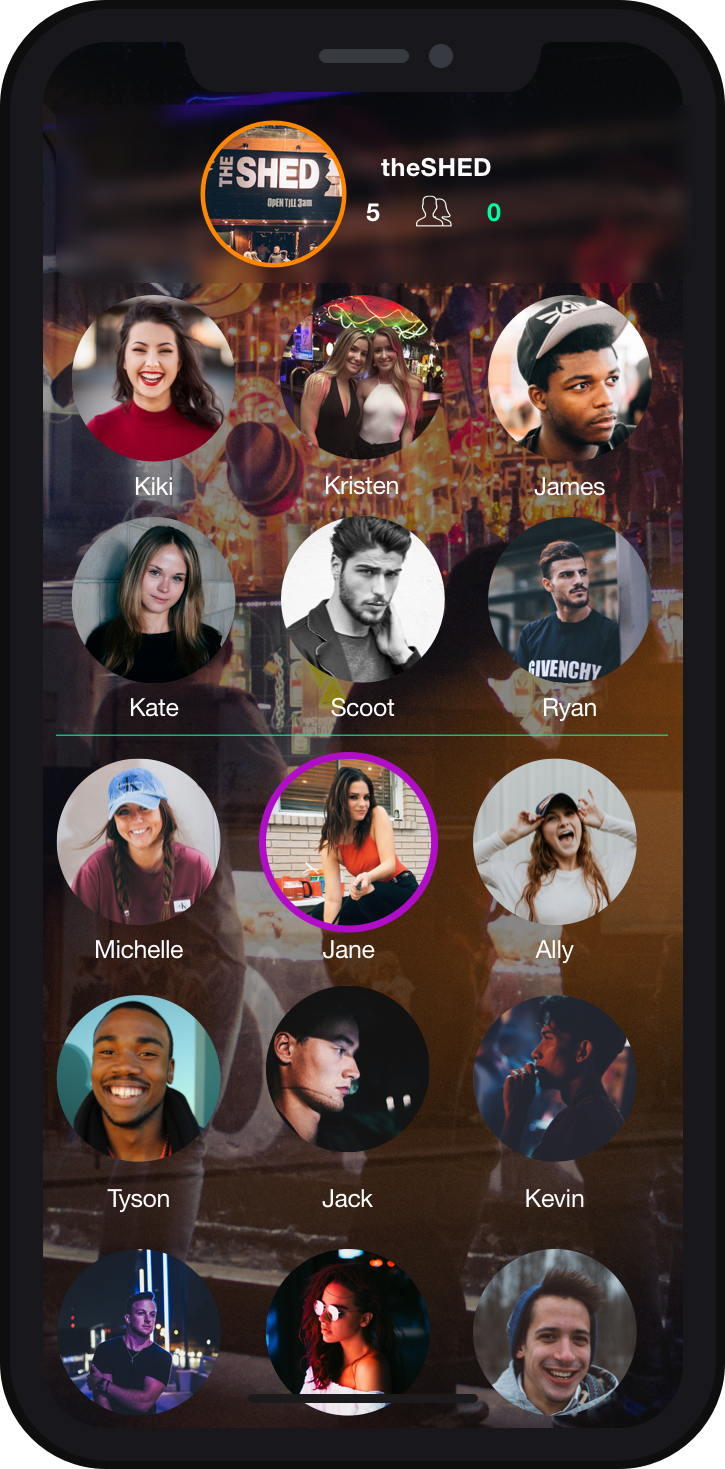 THE SHED
OPEN TILL 3am
theSHED
5 0
Kiki Kristen James
GIVENCHY
Kate Scoot Ryan
Michelle Jane Ally
Tyson Jack Kevin